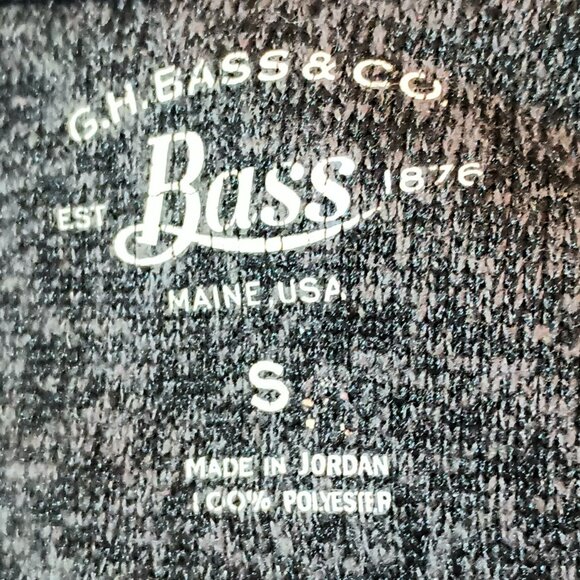 G.H. BASS & CO.
EST Bass 1876
MAINE USA
S
MADE IN JORDAN
100% POLYESTER